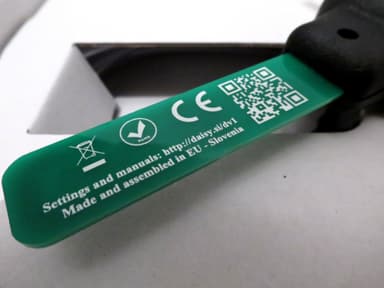 CE
Settings and manuals: http://daisy.si/dv1
Made and assembled in EU - Slovenia